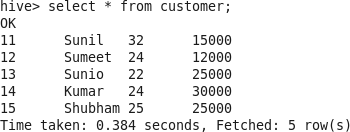 hive> select * from customer;
OK
11 Sunil 32 15000
12 Sumeet 24 12000
13 Sunio 22 25000
14 Kumar 24 30000
15 Shubham 25 25000
Time taken: 0.384 seconds, Fetched: 5 row(s)